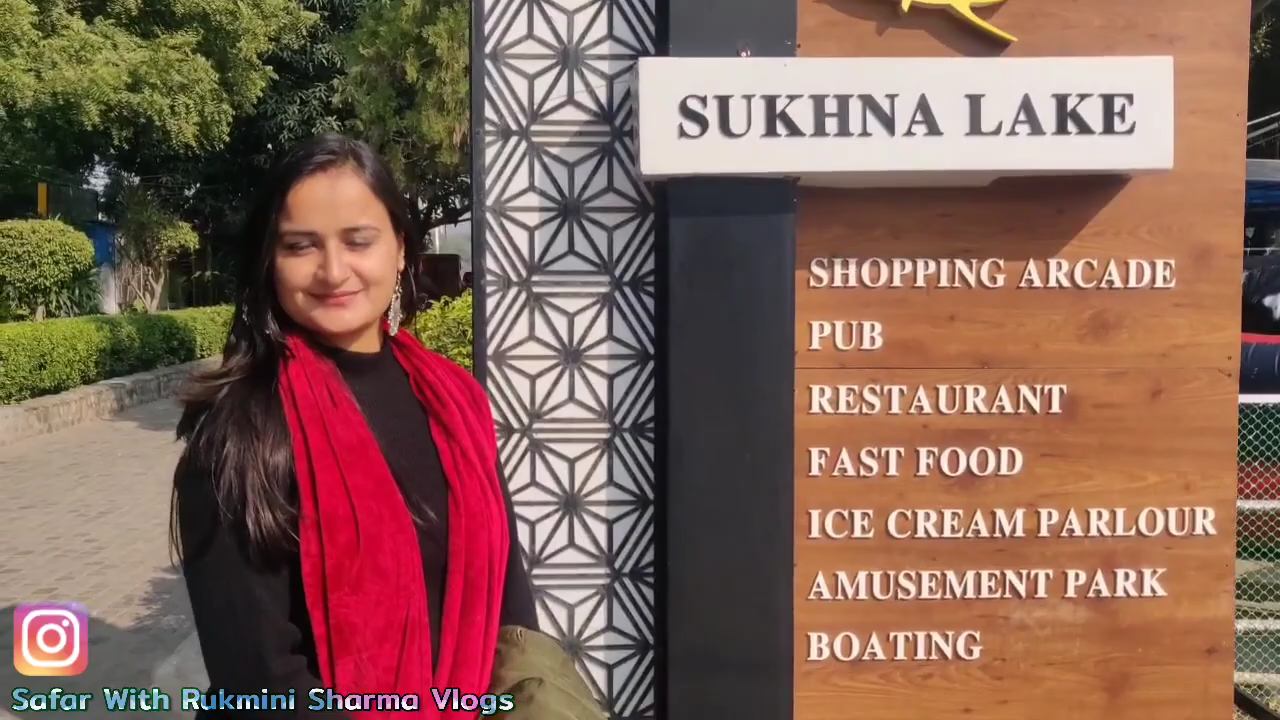 SUKHNA LAKE
SHOPPING ARCADE
PUB
RESTAURANT
FAST FOOD
ICE CREAM PARLOUR
AMUSEMENT PARK
BOATING
Safar With Rukmini Sharma Vlogs